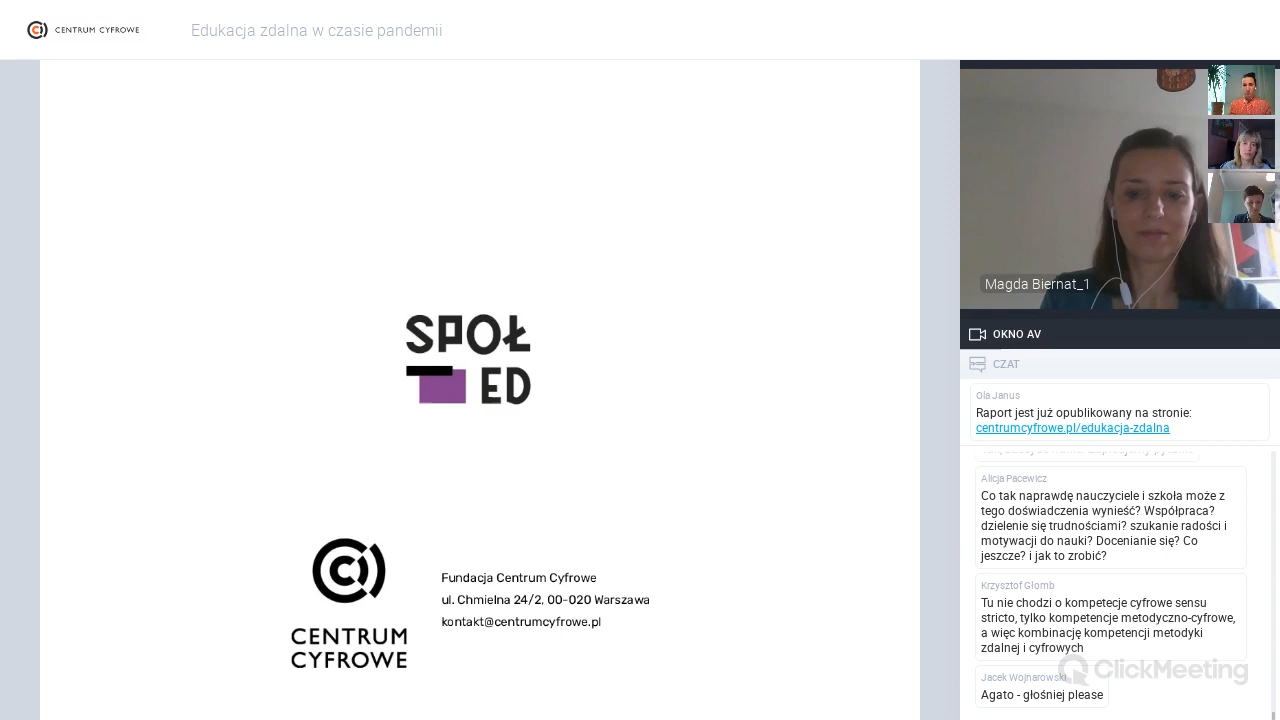 CENTRUM CYFROWE
Edukacja zdalna w czasie pandemii
SPOŁ
ED
CENTRUM
CYFROWE
Fundacja Centrum Cyfrowe
ul. Chmielna 24/2, 00-020 Warszawa
kontakt@centrumcyfrowe.pl
Magda Biernat_1
OKNO AV
CZAT
Ola Janus
Raport jest już opublikowany na stronie:
centrumcyfrowe.pl/edukacja-zdalna
Alicja Pacewicz
Co tak naprawdę nauczyciele i szkoła może z
tego doświadczenia wynieść? Współpraca?
dzielenie się trudnościami? szukanie radości i
motywacji do nauki? Docenianie się? Co
jeszcze? i jak to zrobić?
Krzysztof Głomb
Tu nie chodzi o kompetecje cyfrowe sensu
stricto, tylko kompetencje metodyczno-cyfrowe,
a więc kombinację kompetencji metodyki
zdalnej i cyfrowych
Jacek Wojnarowski
Agato - głośniej please
ClickMeeting